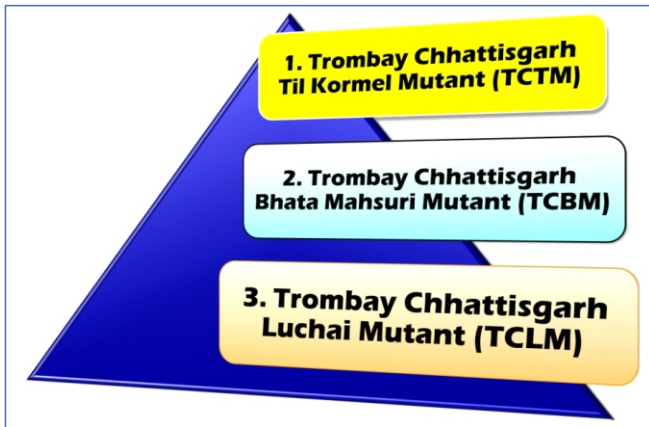 1. Trombay Chhattisgarh
Til Kormel Mutant (TCTM)
2. Trombay Chhattisgarh
Bhata Mahsuri Mutant (TCBM)
3. Trombay Chhattisgarh
Luchai Mutant (TCLM)